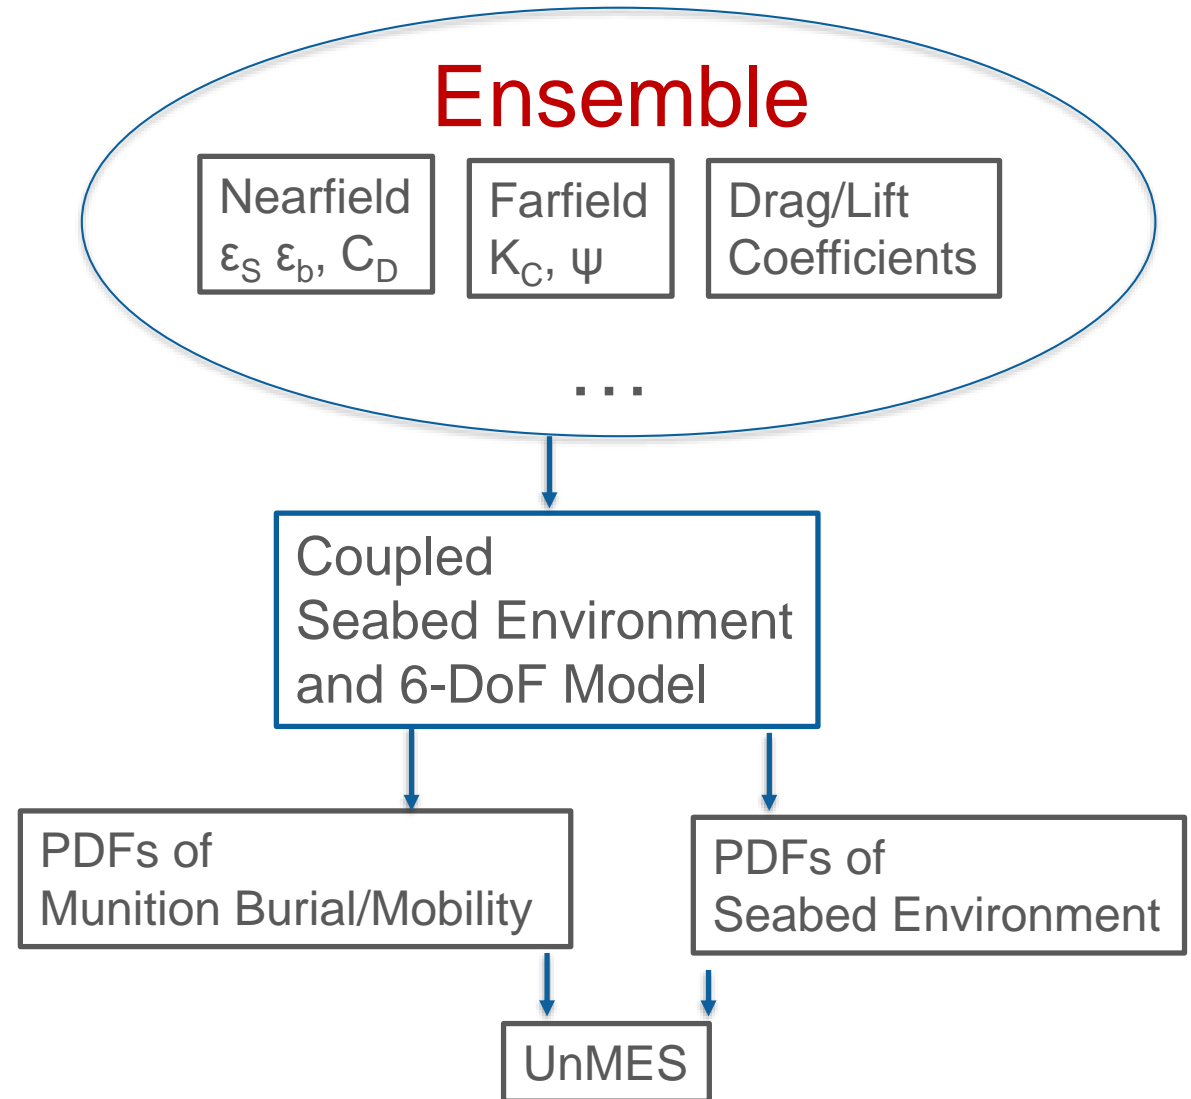 Ensemble
Nearfield
εS εb, CD
Farfield
KC, ψ
Drag/Lift
Coefficients
...
Coupled
Seabed Environment
and 6-DoF Model
PDFs of
Munition Burial/Mobility
PDFs of
Seabed Environment
UnMES